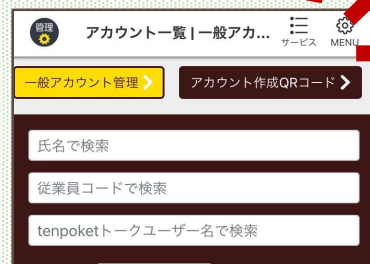 管理
アカウント一覧 | 一般アカ...
サービス
MENU
一般アカウント管理
アカウント作成QRコード
氏名で検索
従業員コードで検索
tenpoketトークユーザー名で検索